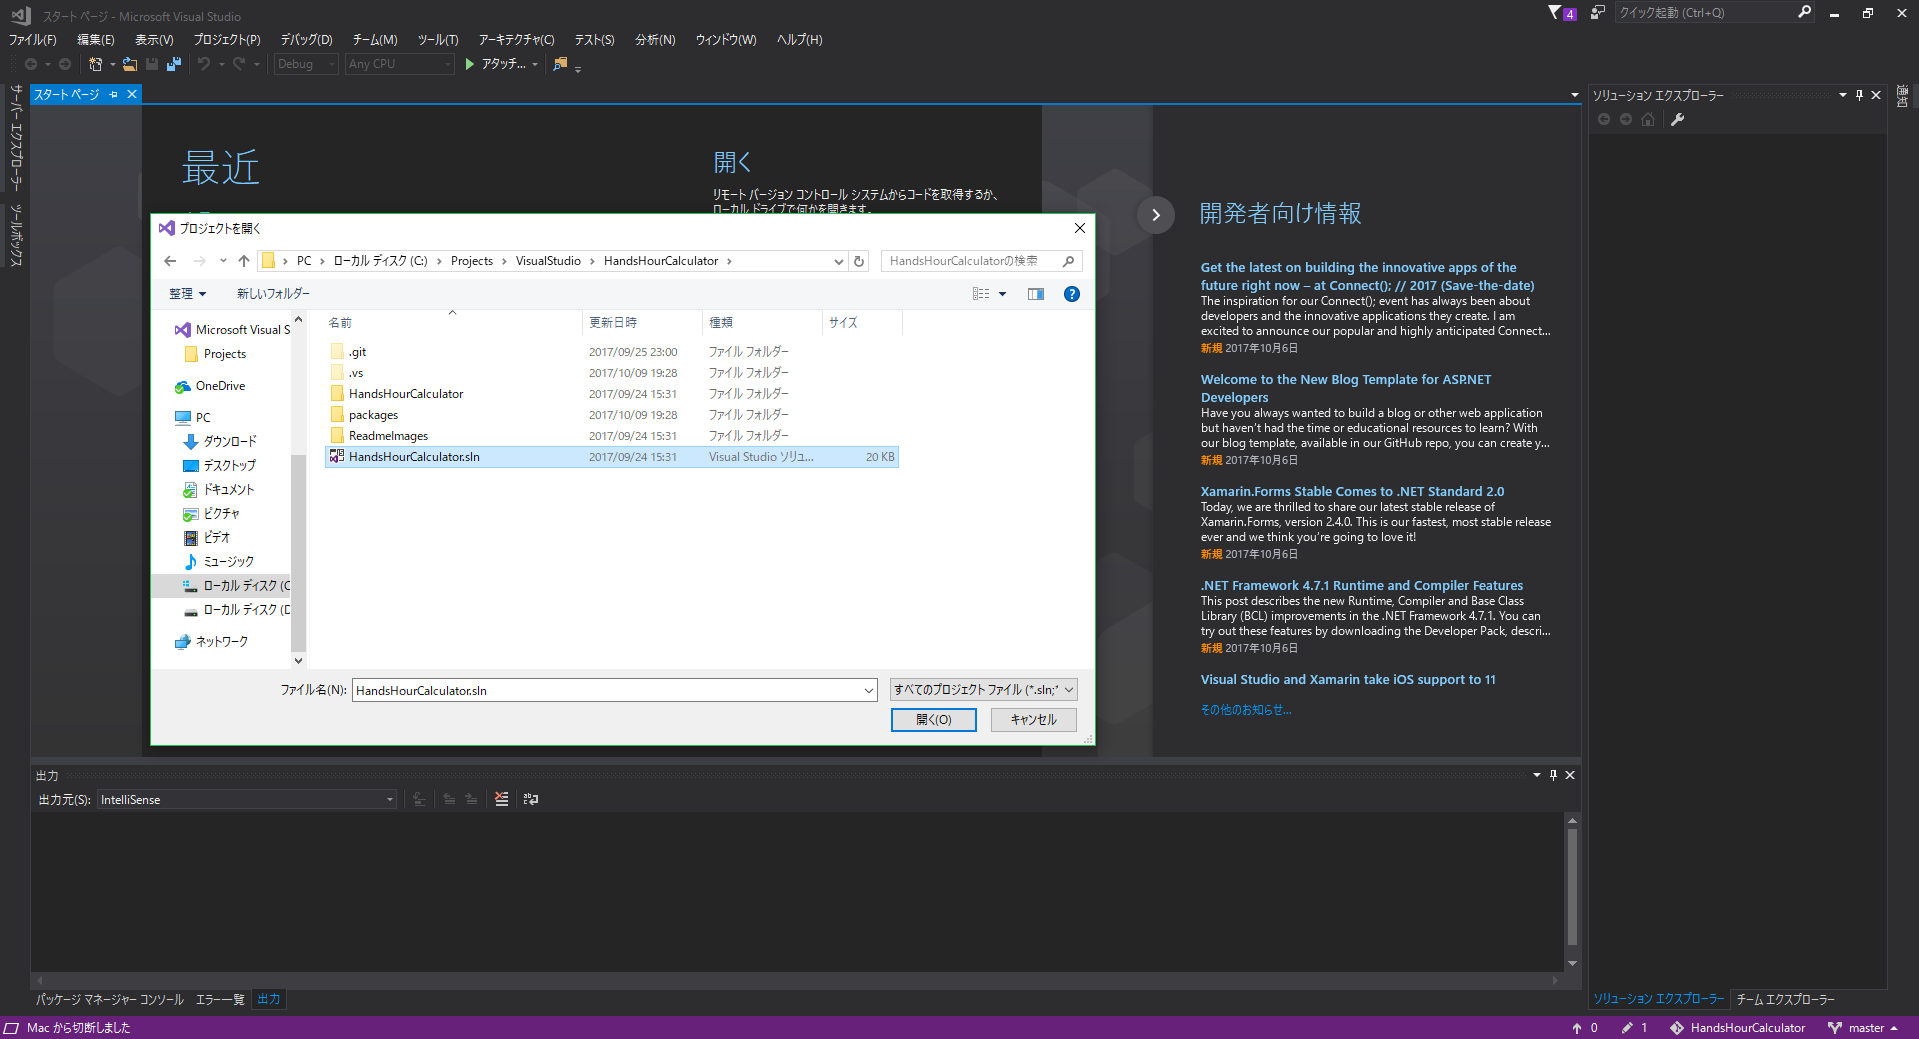 スタート ページ - Microsoft Visual Studio
4
クイック起動 (Ctrl+Q)
ファイル(F) 編集(E) 表示(V) プロジェクト(P) デバッグ(D) チーム(M) ツール(T) アーキテクチャ(C) テスト(S) 分析(N) ウィンドウ(W) ヘルプ(H)
Debug Any CPU アタッチ...
サーバー エクスプローラー
ツールボックス
スタート ページ
最近
開く
リモート バージョン コントロール システムからコードを取得するか、
ローカル ドライブで何かを開きます。
プロジェクトを開く
PC ローカル ディスク (C:) Projects VisualStudio HandsHourCalculator
HandsHourCalculatorの検索
整理 新しいフォルダー
Microsoft Visual S
Projects
OneDrive
PC
ダウンロード
デスクトップ
ドキュメント
ピクチャ
ビデオ
ミュージック
ローカル ディスク (C
ローカル ディスク (D
ネットワーク
名前 更新日時 種類 サイズ
.git 2017/09/25 23:00 ファイル フォルダー
.vs 2017/10/09 19:28 ファイル フォルダー
HandsHourCalculator 2017/09/24 15:31 ファイル フォルダー
packages 2017/10/09 19:28 ファイル フォルダー
ReadmeImages 2017/09/24 15:31 ファイル フォルダー
HandsHourCalculator.sln 2017/09/24 15:31 Visual Studio ソリュ... 20 KB
ファイル名(N): HandsHourCalculator.sln すべてのプロジェクト ファイル (*.sln;*
開く(O) キャンセル
開発者向け情報
Get the latest on building the innovative apps of the
future right now – at Connect(); // 2017 (Save-the-date)
The inspiration for our Connect(); event has always been about
developers and the innovative applications they create. I am
excited to announce our popular and highly anticipated Connect...
新規 2017年10月6日
Welcome to the New Blog Template for ASP.NET
Developers
Have you always wanted to build a blog or other web application
but haven't had the time or educational resources to learn? With
our blog template, available in our GitHub repo, you can create y...
新規 2017年10月6日
Xamarin.Forms Stable Comes to .NET Standard 2.0
Today, we are thrilled to share our latest stable release of
Xamarin.Forms, version 2.4.0. This is our fastest, most stable release
ever and we think you're going to love it!
新規 2017年10月6日
.NET Framework 4.7.1 Runtime and Compiler Features
This post describes the new Runtime, Compiler and Base Class
Library (BCL) improvements in the .NET Framework 4.7.1. You can
try out these features by downloading the Developer Pack, descri...
新規 2017年10月6日
Visual Studio and Xamarin take iOS support to 11
その他のお知らせ...
ソリューション エクスプローラー
通知
出力
出力元(S): IntelliSense
パッケージ マネージャー コンソール エラー一覧 出力
ソリューション エクスプローラー チーム エクスプローラー
Mac から切断しました
0 1 HandsHourCalculator master